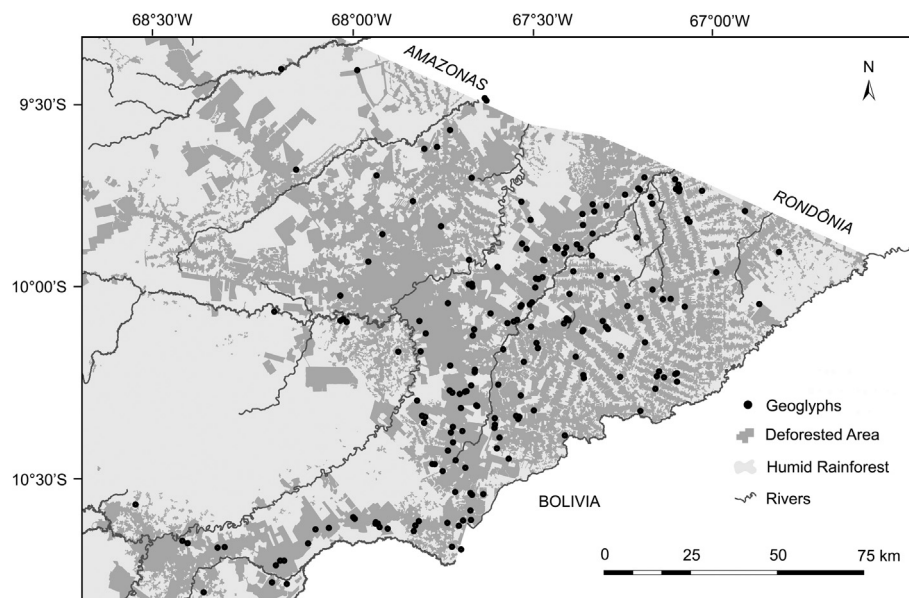 68°30'S 68°00'W 67°30'W 67°00'W
AMAZONAS
N
9°30'S
RONDÔNIA
10°00'S
Geoglyphs
Deforested Area
Humid Rainforest
10°30'S
BOLIVIA
Rivers
0 25 50 75 km